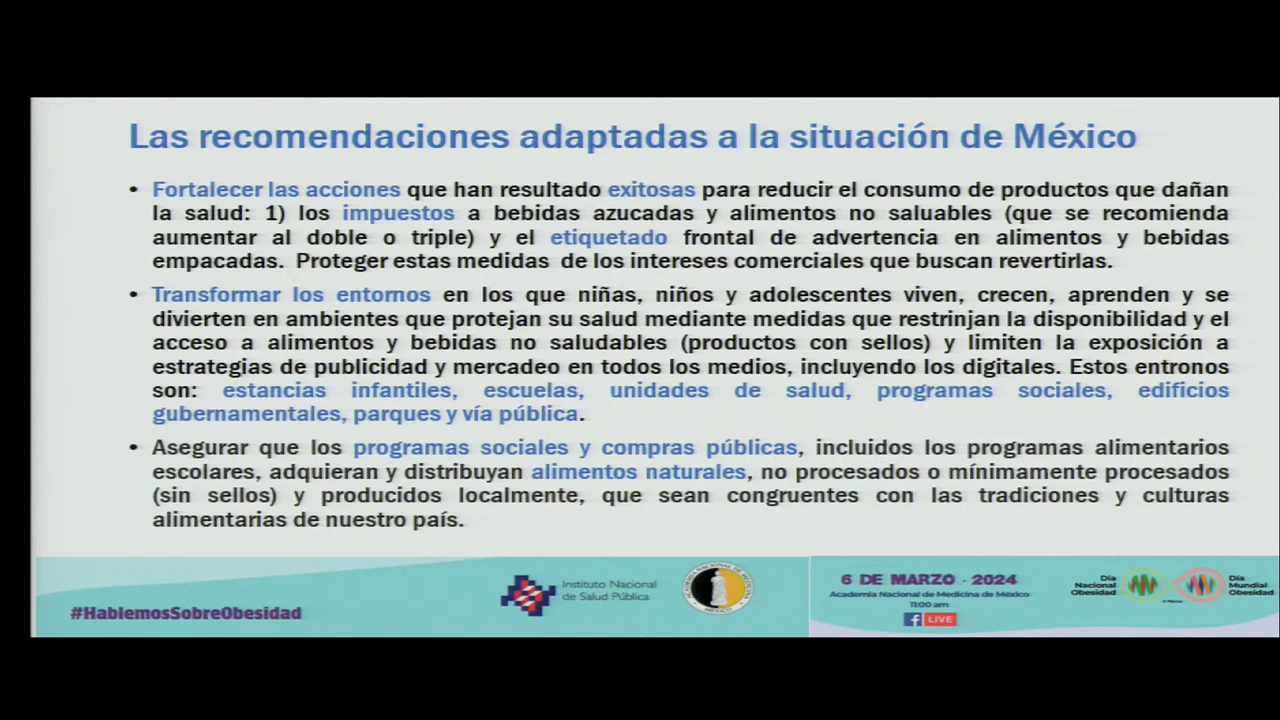 Las recomendaciones adaptadas a la situación de México
• Fortalecer las acciones que han resultado exitosas para reducir el consumo de productos que dañan
la salud: 1) los impuestos a bebidas azucadas y alimentos no saluables (que se recomienda
aumentar al doble o triple) y el etiquetado frontal de advertencia en alimentos y bebidas
empacadas. Proteger estas medidas de los intereses comerciales que buscan revertirlas.
• Transformar los entornos en los que niñas, niños y adolescentes viven, crecen, aprenden y se
divierten en ambientes que protejan su salud mediante medidas que restrinjan la disponibilidad y el
acceso a alimentos y bebidas no saludables (productos con sellos) y limiten la exposición a
estrategias de publicidad y mercadeo en todos los medios, incluyendo los digitales. Estos entronos
son: estancias infantiles, escuelas, unidades de salud, programas sociales, edificios
gubernamentales, parques y vía pública.
• Asegurar que los programas sociales y compras públicas, incluidos los programas alimentarios
escolares, adquieran y distribuyan alimentos naturales, no procesados o mínimamente procesados
(sin sellos) y producidos localmente, que sean congruentes con las tradiciones y culturas
alimentarias de nuestro país.
#HablemosSobreObesidad
Instituto Nacional
de Salud Pública
ACADEMIA NACIONAL DE MEDICINA
MÉXICO
6 DE MARZO · 2024
Academia Nacional de Medicina de México
11:00 am
LIVE
Día
Nacional
Obesidad
Día
Mundial
Obesidad